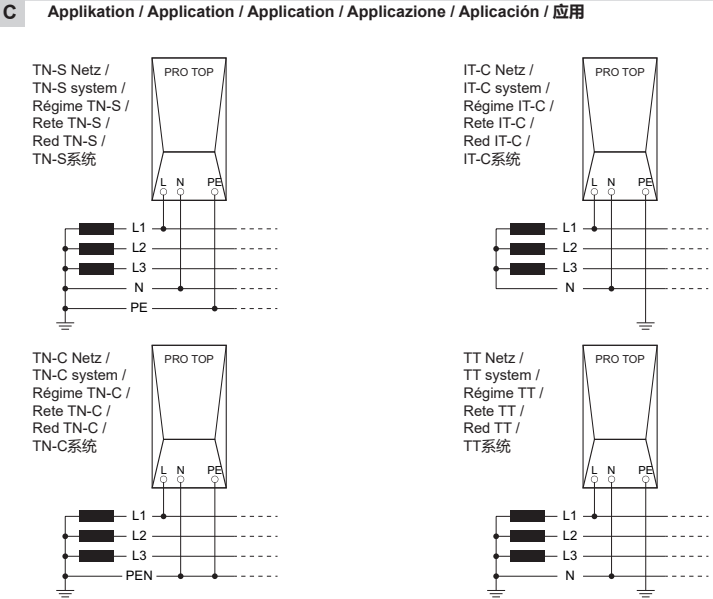 C Applikation / Application / Application / Applicazione / Aplicación / 应用
TN-S Netz /
TN-S system /
Régime TN-S /
Rete TN-S /
Red TN-S /
TN-S系统
PRO TOP
L N PE
L1
L2
L3
N
PE
IT-C Netz /
IT-C system /
Régime IT-C /
Rete IT-C /
Red IT-C /
IT-C系统
PRO TOP
L N PE
L1
L2
L3
N
TN-C Netz /
TN-C system /
Régime TN-C /
Rete TN-C /
Red TN-C /
TN-C系统
PRO TOP
L N PE
L1
L2
L3
PEN
TT Netz /
TT system /
Régime TT /
Rete TT /
Red TT /
TT系统
PRO TOP
L N PE
L1
L2
L3
N